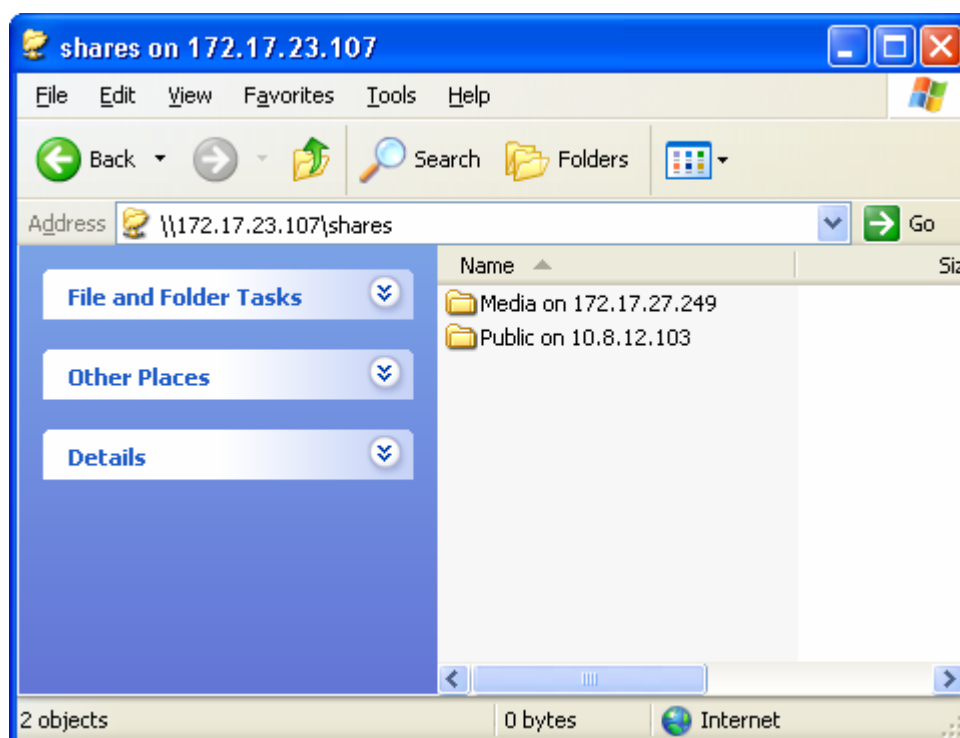 shares on 172.17.23.107
File Edit View Favorites Tools Help
Back Search Folders
Address \\172.17.23.107\shares Go
File and Folder Tasks
Other Places
Details
Name Siz
Media on 172.17.27.249
Public on 10.8.12.103
2 objects 0 bytes Internet